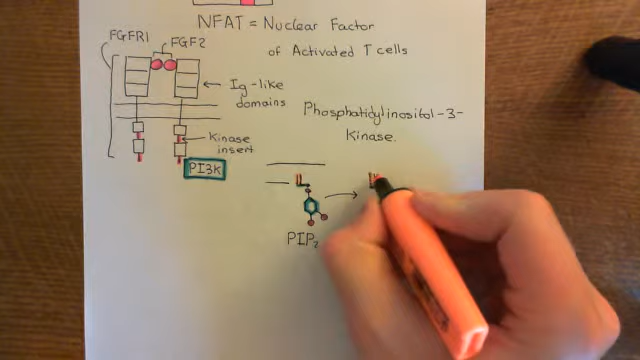 NFAT = Nuclear Factor
of Activated T cells
FGFR1
FGF2
Ig-like
domains
Phosphatidylinositol-3-
Kinase.
Kinase
insert
PI3K
PIP2